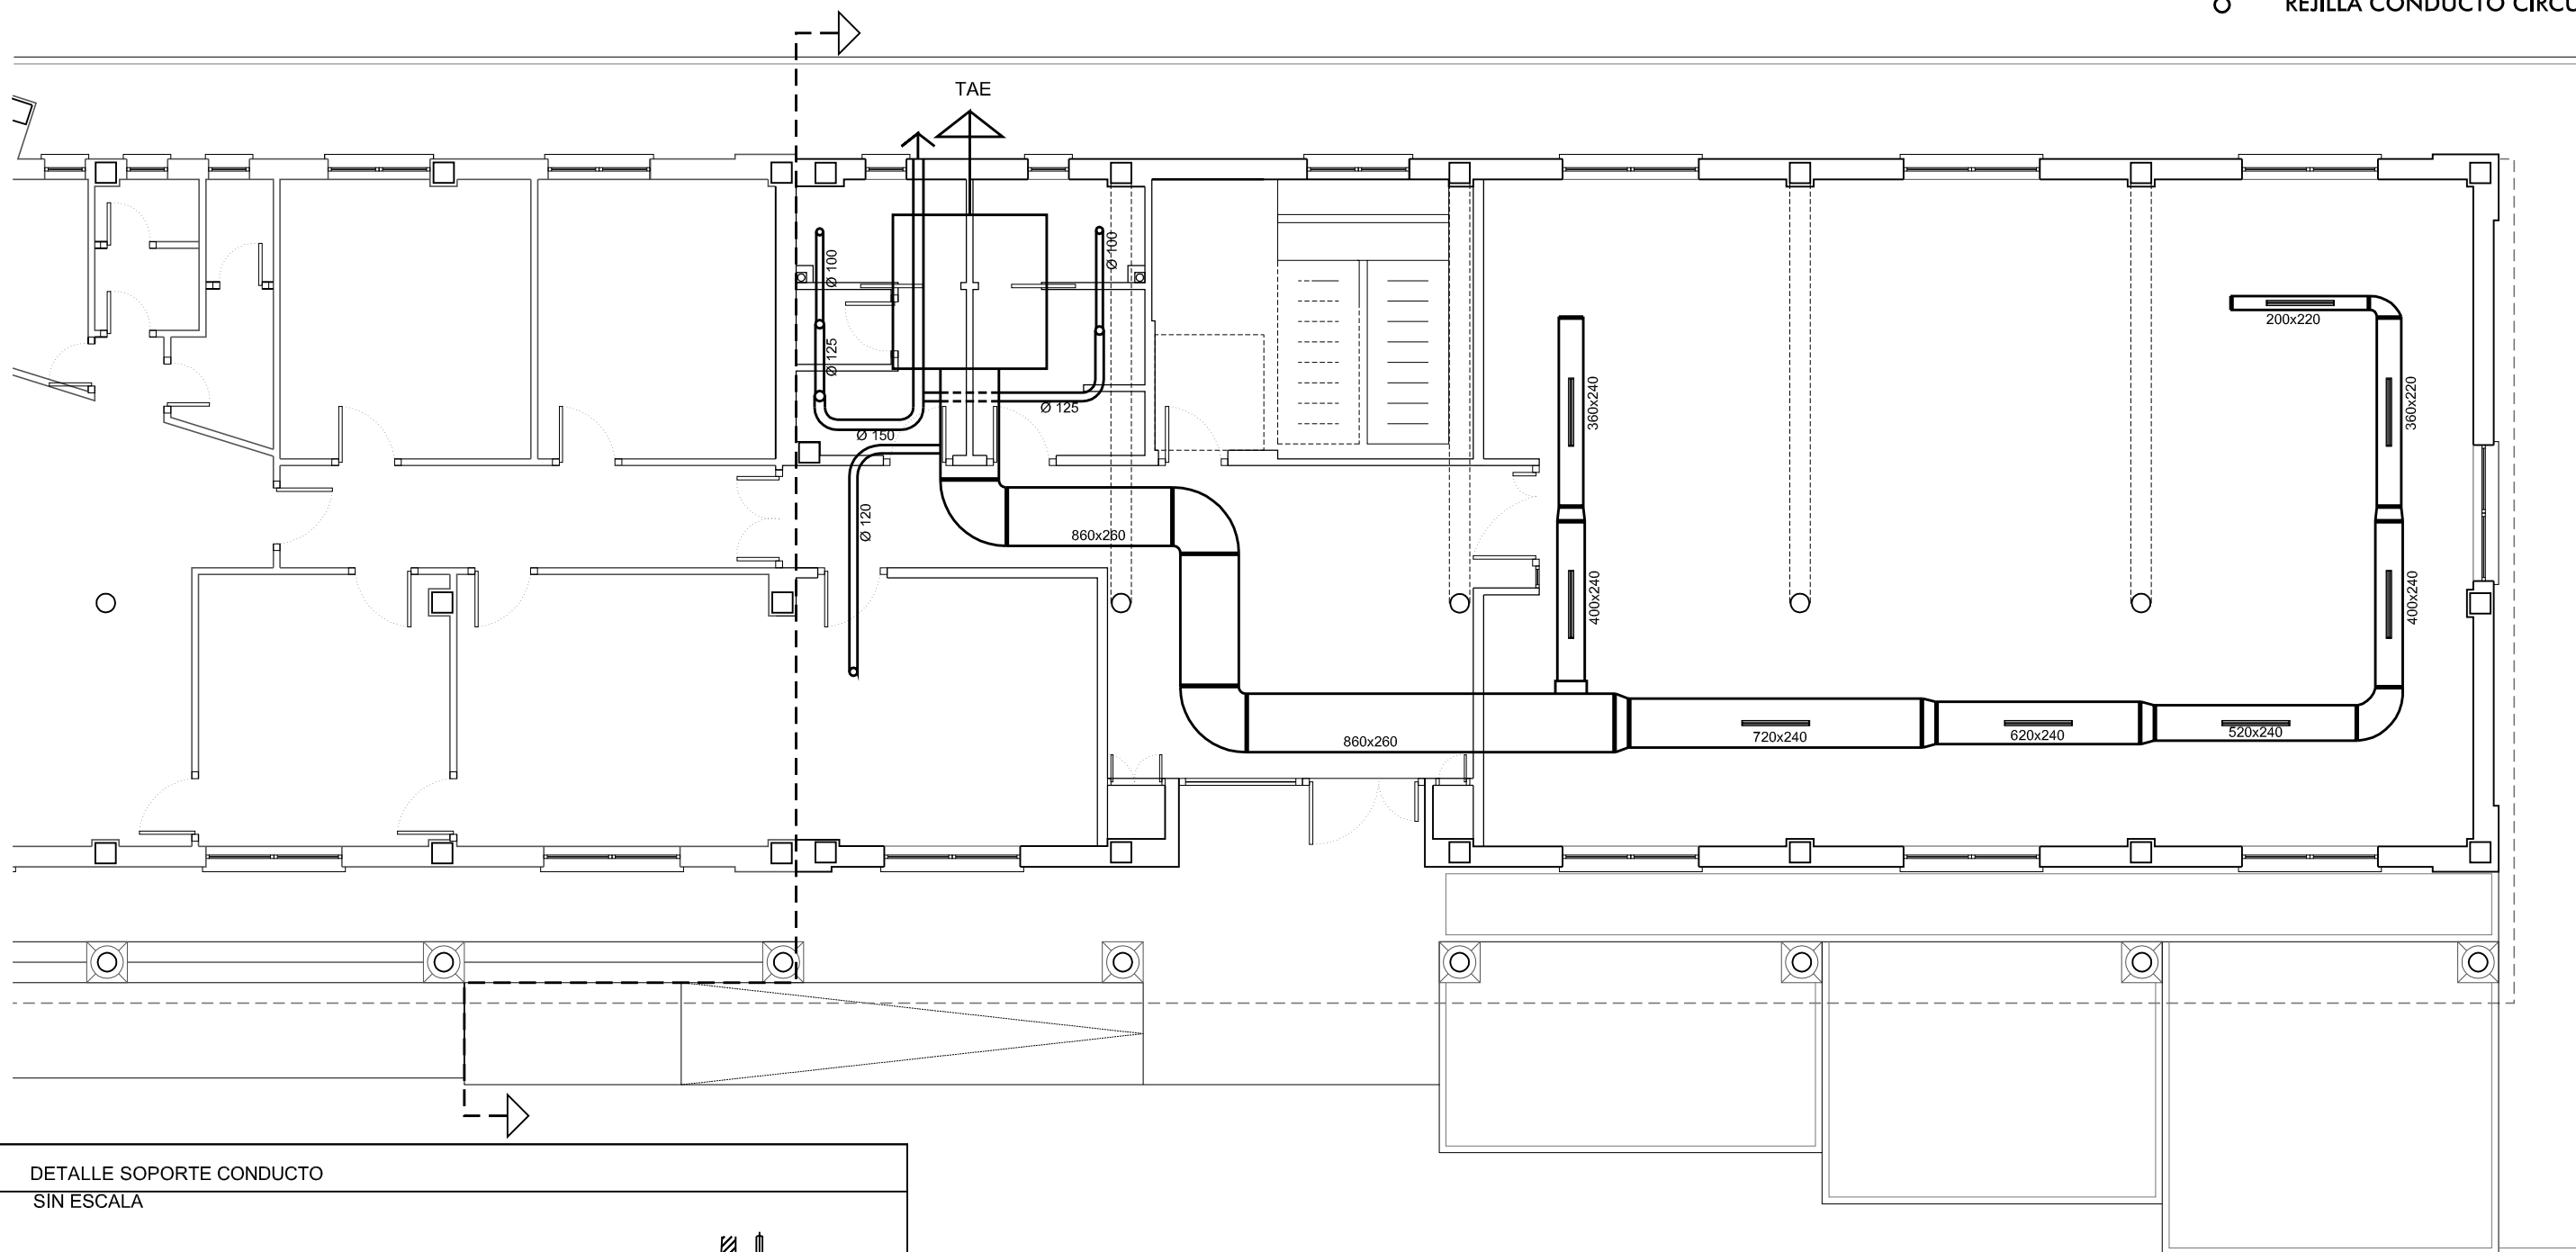 REJILLA CONDUCTO
TAE
Ø 100
Ø 100
Ø 125
Ø 125
Ø 150
Ø 120
860x260
860x260
360x240
400x240
720x240
620x240
520x240
200x220
360x220
400x240
DETALLE SOPORTE CONDUCTO
SIN ESCALA